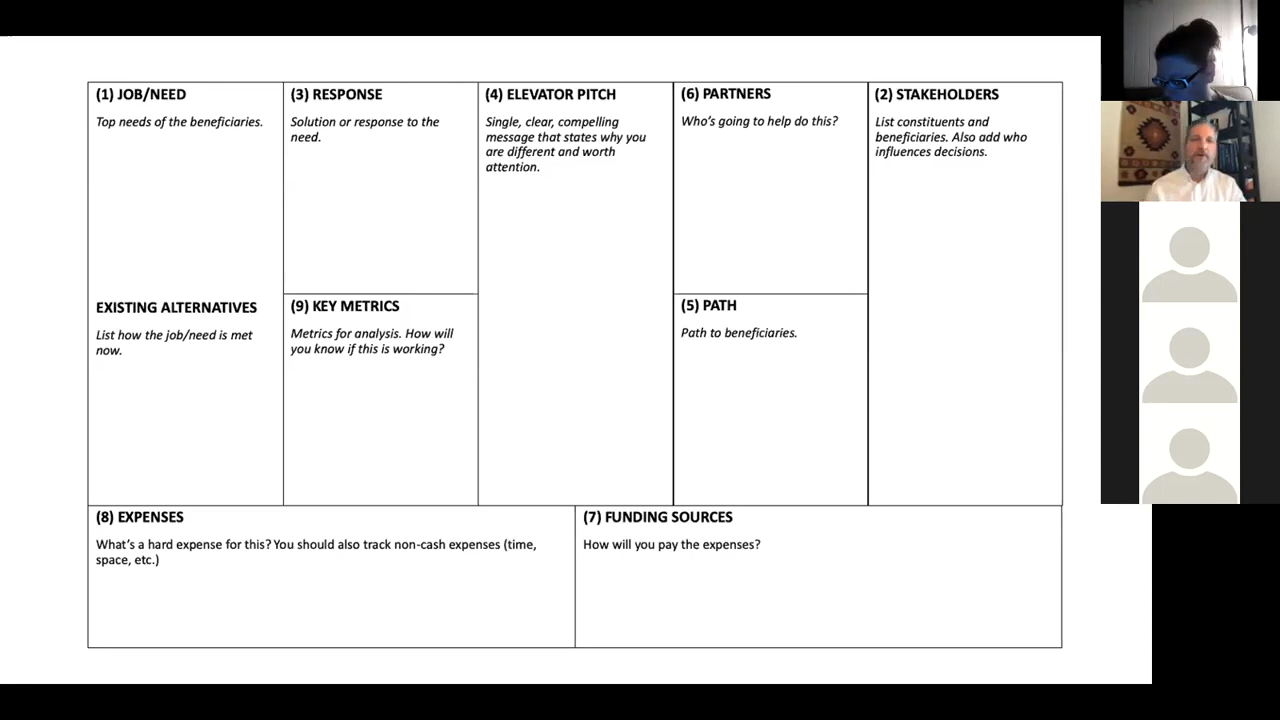 (1) JOB/NEED
Top needs of the beneficiaries.
EXISTING ALTERNATIVES
List how the job/need is met
now.
(3) RESPONSE
Solution or response to the
need.
(9) KEY METRICS
Metrics for analysis. How will
you know if this is working?
(4) ELEVATOR PITCH
Single, clear, compelling
message that states why you
are different and worth
attention.
(6) PARTNERS
Who's going to help do this?
(5) PATH
Path to beneficiaries.
(2) STAKEHOLDERS
List constituents and
beneficiaries. Also add who
influences decisions.
(8) EXPENSES
What's a hard expense for this? You should also track non-cash expenses (time,
space, etc.)
(7) FUNDING SOURCES
How will you pay the expenses?